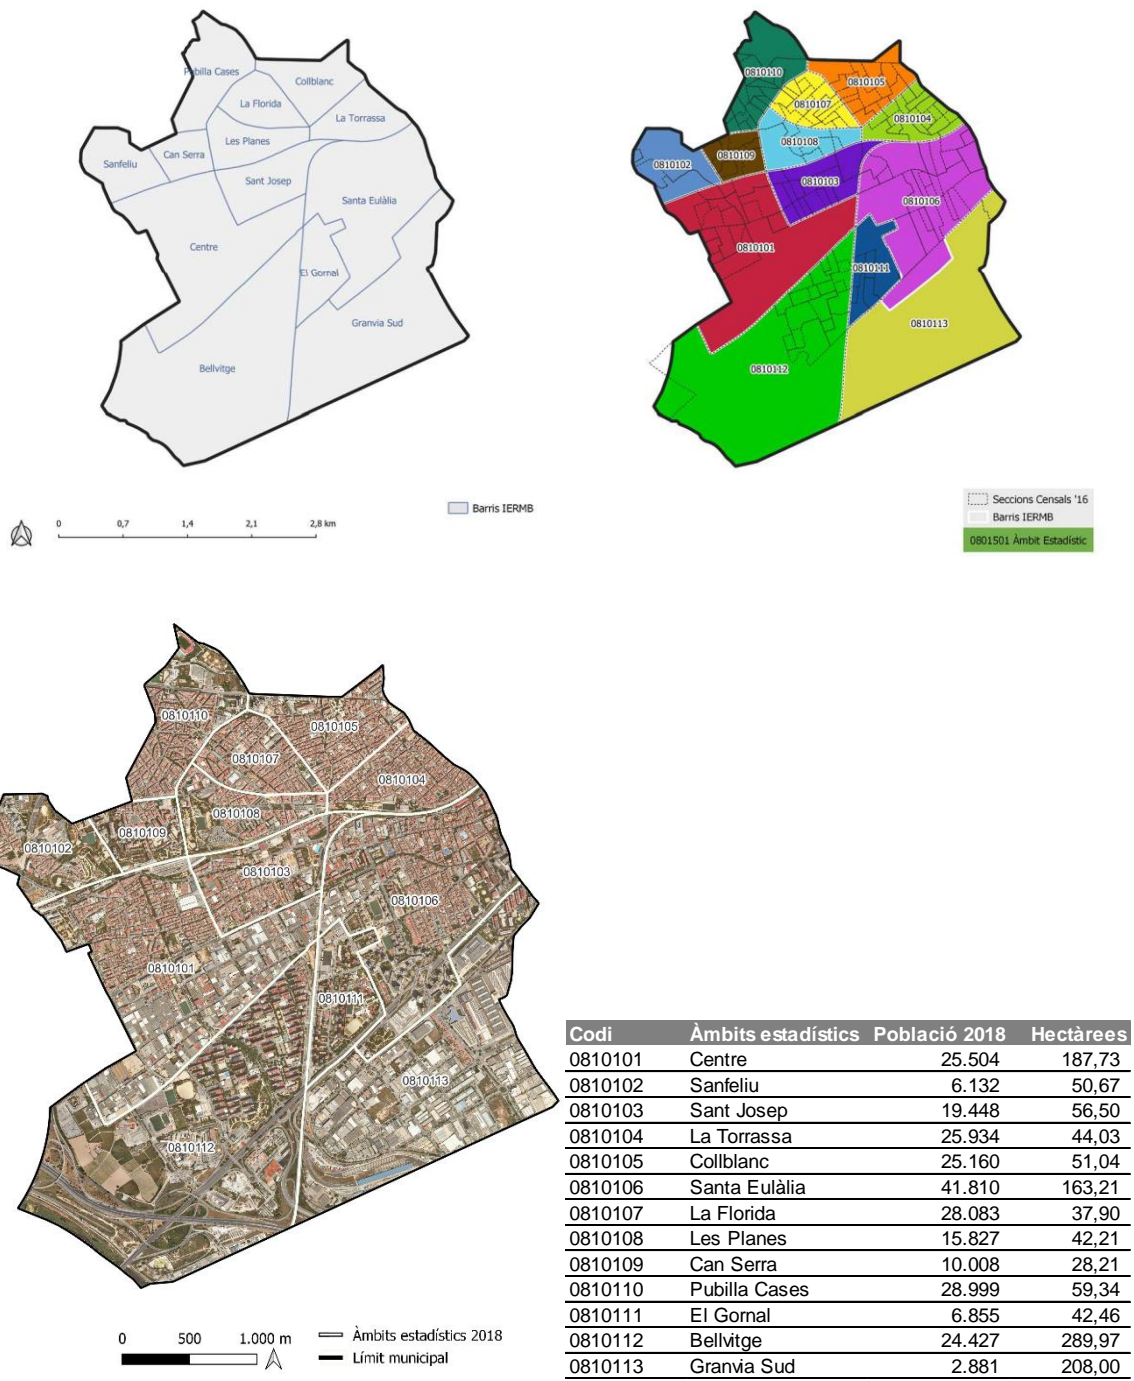 Pubilla Cases
Collblanc
La Florida
La Torrassa
Les Planes
Can Serra
Sanfeliu
Sant Josep
Santa Eulàlia
Centre
El Gornal
Granvia Sud
Bellvitge
Barris IERMB
0 0,7 1,4 2,1 2,8 km
0810110
0810105
0810107
0810104
0810108
0810109
0810102
0810103
0810106
0810101
0810111
0810113
0810112
Seccions Censals '16
Barris IERMB
0801501 Àmbit Estadístic
0810110
0810105
0810107
0810104
0810108
0810109
0810102
0810103
0810106
0810101
0810111
0810113
0810112
0 500 1.000 m
Àmbits estadístics 2018
Límit municipal
Codi Àmbits estadístics Població 2018 Hectàrees
0810101 Centre 25.504 187,73
0810102 Sanfeliu 6.132 50,67
0810103 Sant Josep 19.448 56,50
0810104 La Torrassa 25.934 44,03
0810105 Collblanc 25.160 51,04
0810106 Santa Eulàlia 41.810 163,21
0810107 La Florida 28.083 37,90
0810108 Les Planes 15.827 42,21
0810109 Can Serra 10.008 28,21
0810110 Pubilla Cases 28.999 59,34
0810111 El Gornal 6.855 42,46
0810112 Bellvitge 24.427 289,97
0810113 Granvia Sud 2.881 208,00